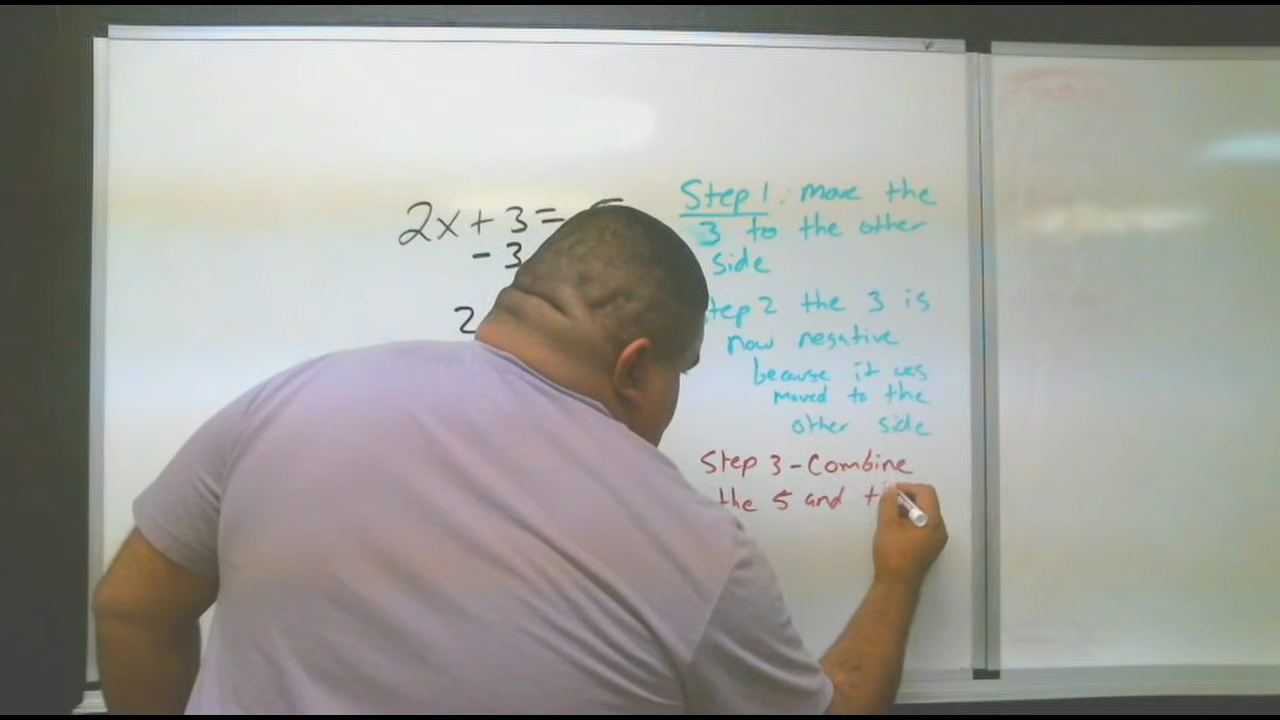 2x + 3 =
- 3
2
Step 1: move the
3 to the other
side
Step 2 the 3 is
now negative
because it was
moved to the
other side
Step 3 - Combine
the 5 and